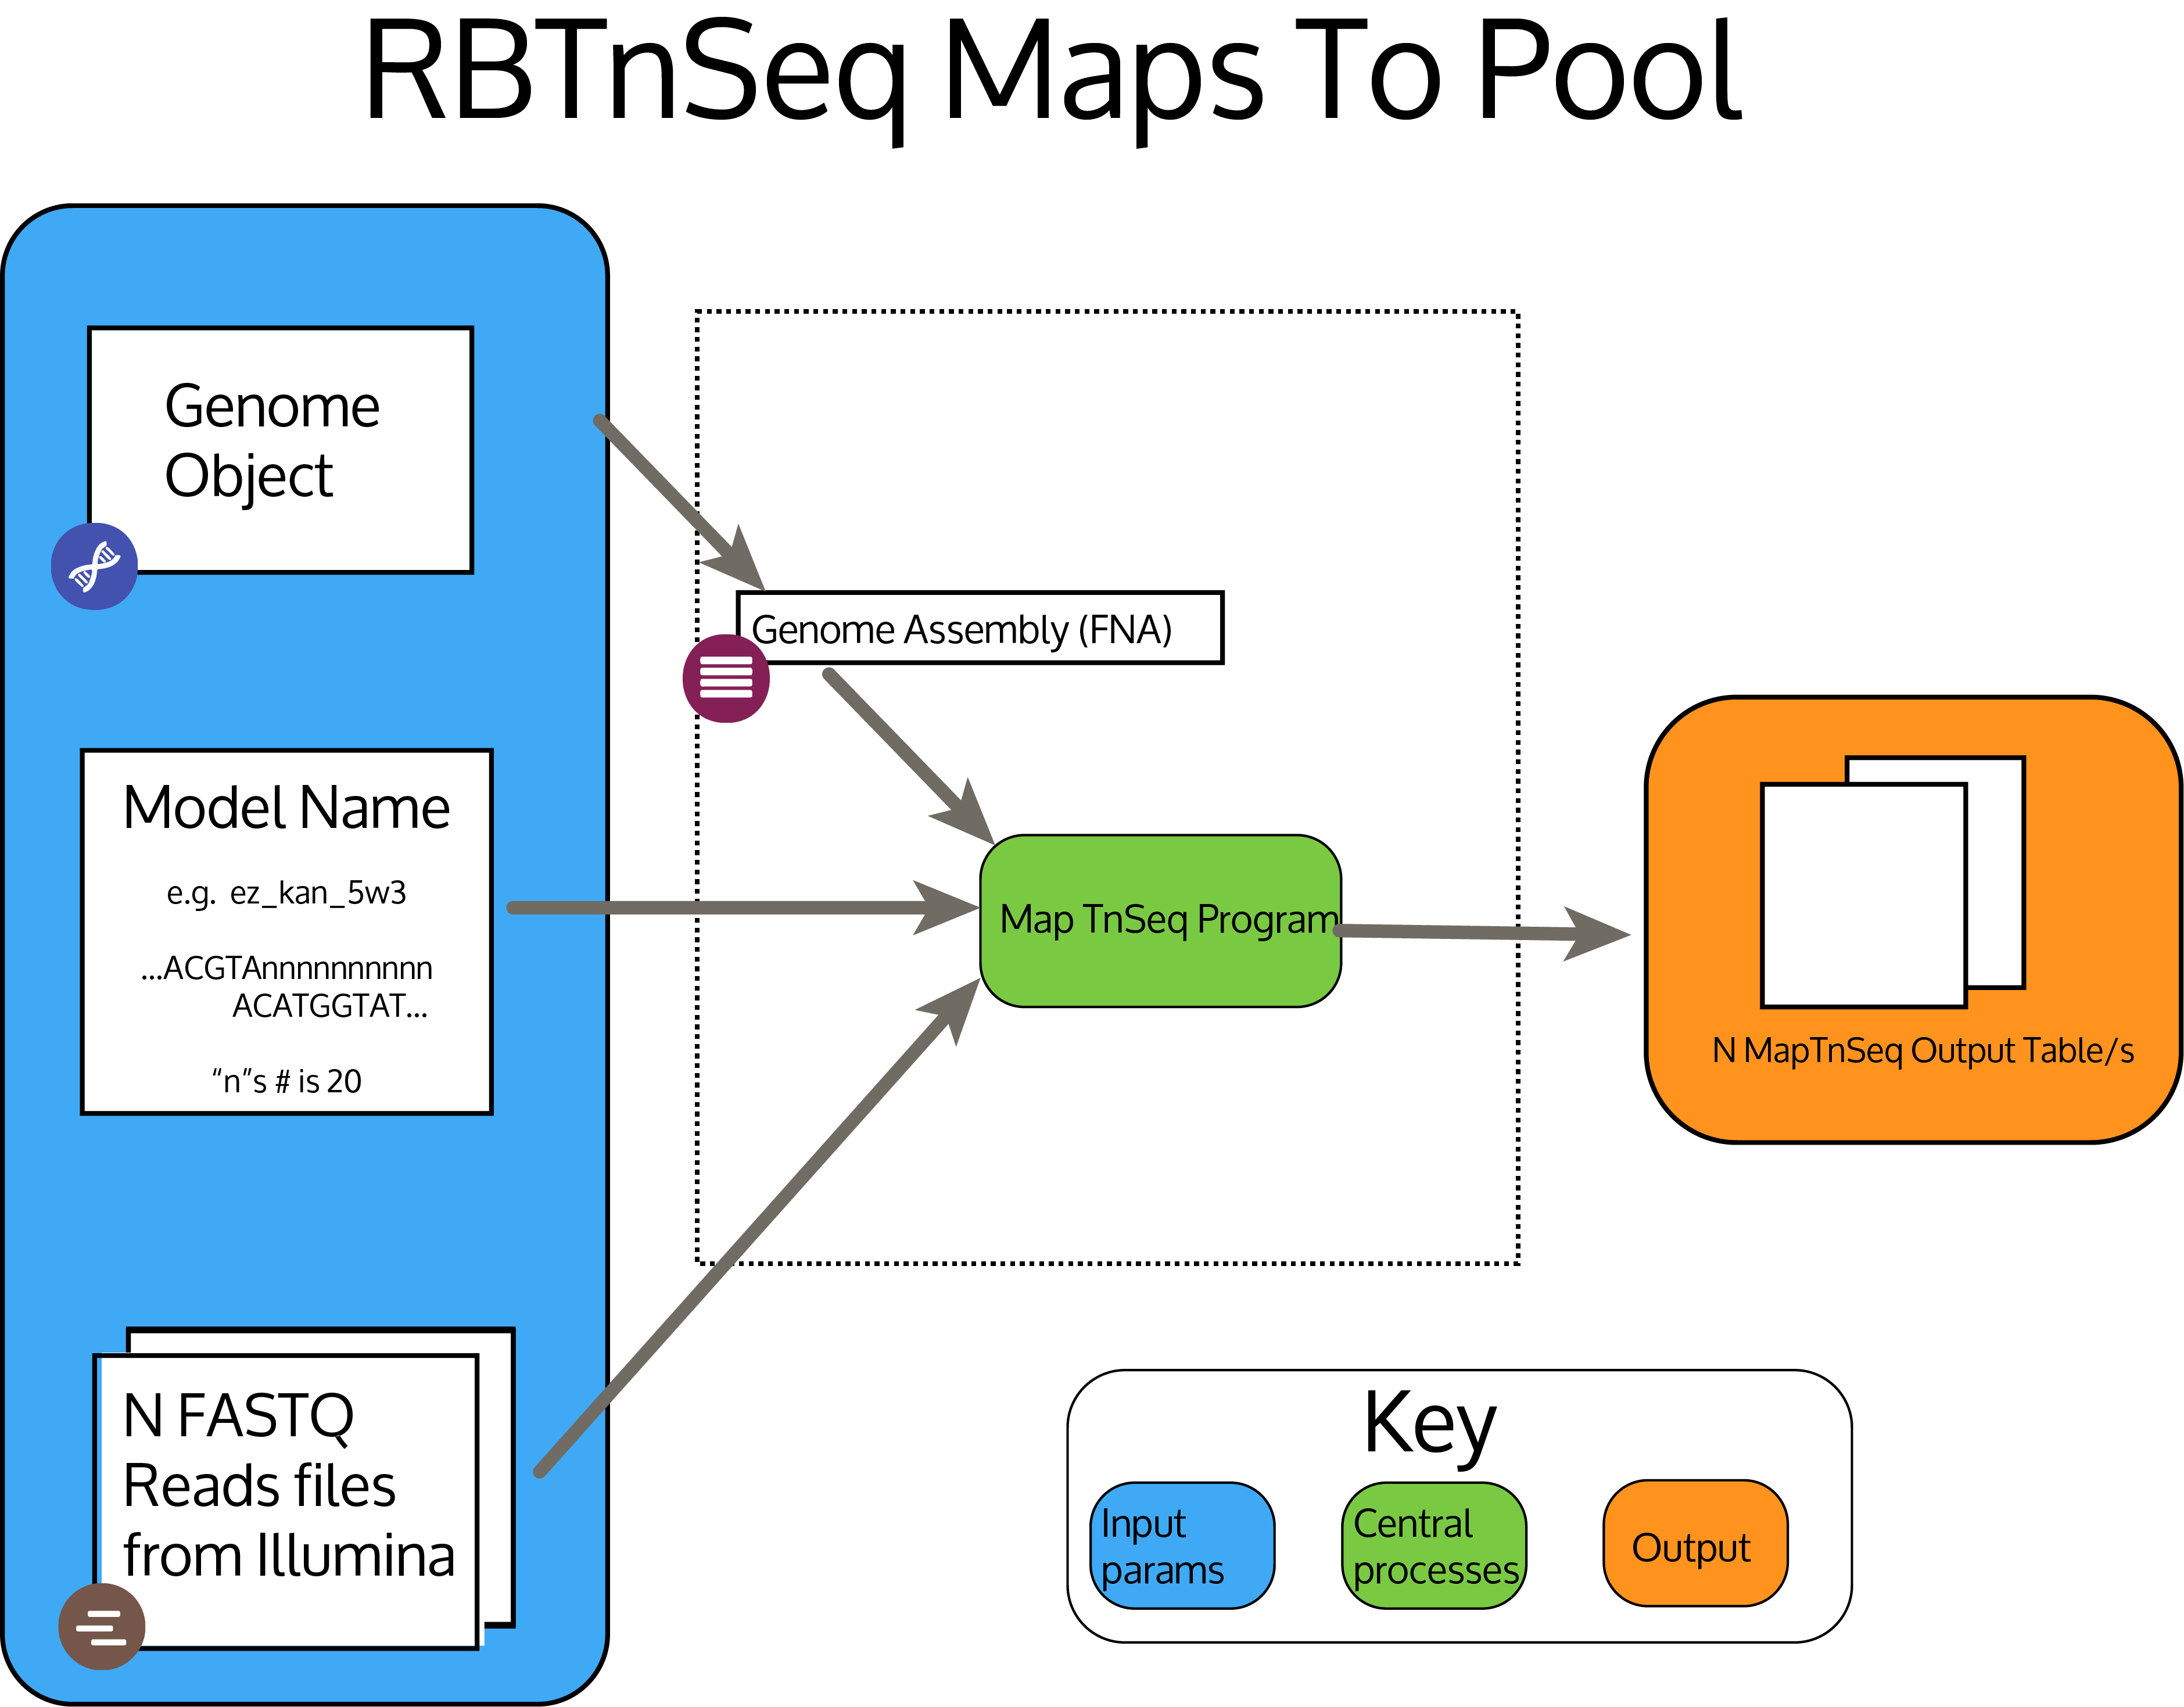 RBTnSeq Maps To Pool
Genome
Object
Genome Assembly (FNA)
Model Name
e.g. ez_kan_5w3
...ACGTAnnnnnnnnnn
ACATGGTAT...
“n”s # is 20
Map TnSeq Program
N MapTnSeq Output Table/s
N FASTQ
Reads files
from Illumina
Key
Input
params
Central
processes
Output